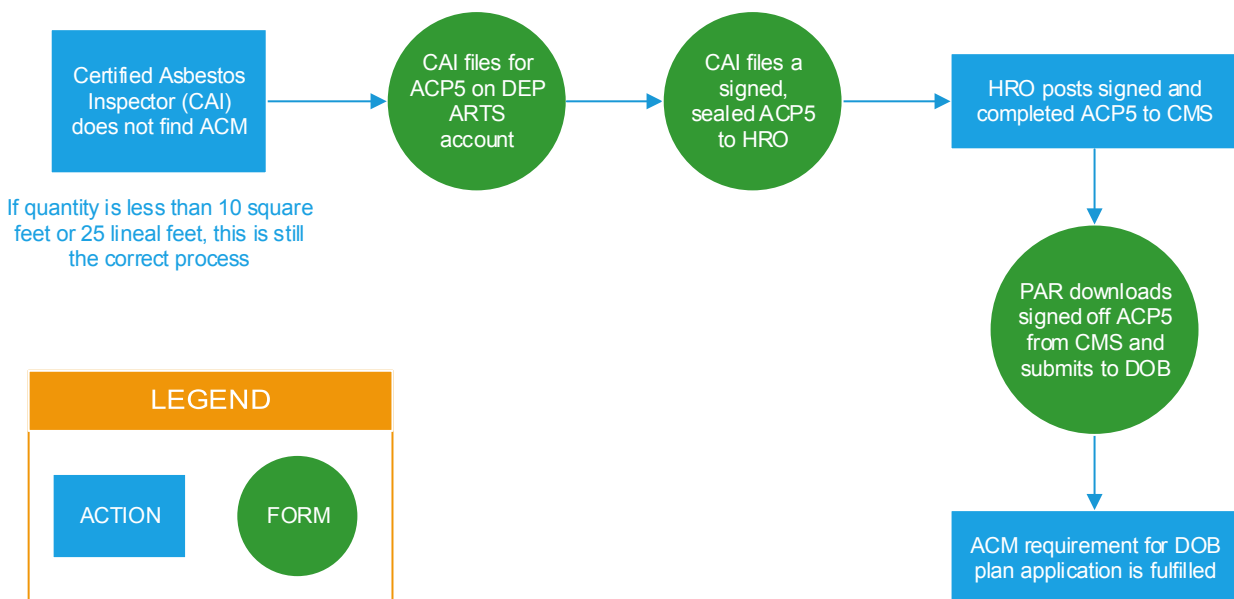 Certified Asbestos
Inspector (CAI)
does not find ACM
If quantity is less than 10 square
feet or 25 lineal feet, this is still
the correct process
CAI files for
ACP5 on DEP
ARTS
account
CAI files a
signed,
sealed ACP5
to HRO
HRO posts signed and
completed ACP5 to CMS
PAR downloads
signed off ACP5
from CMS and
submits to DOB
ACM requirement for DOB
plan application is fulfilled
LEGEND
ACTION
FORM